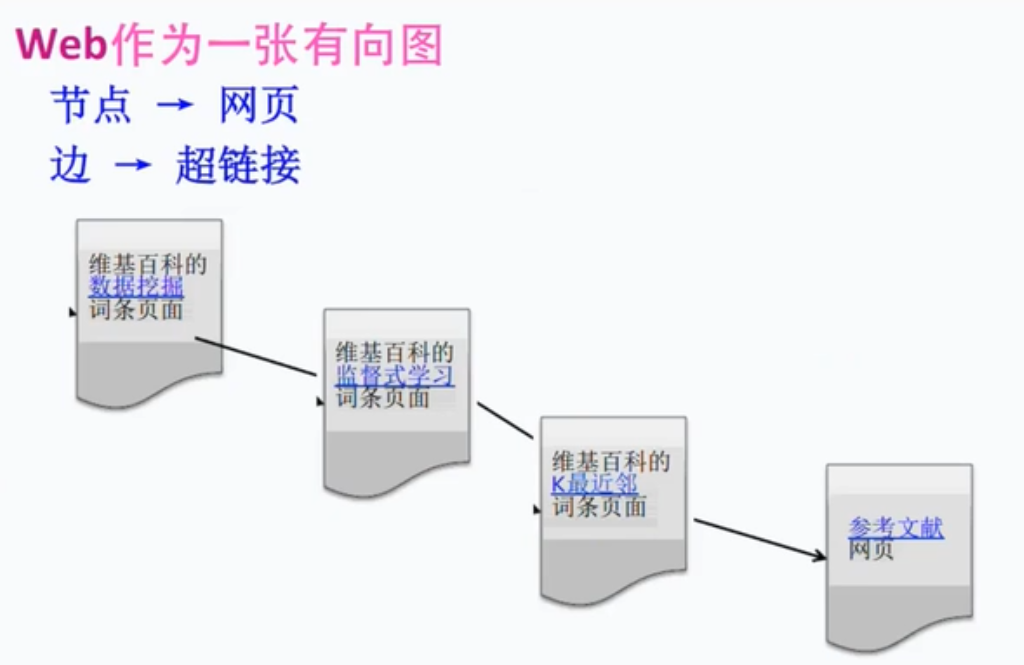 Web作为一张有向图
节点 → 网页
边 → 超链接
维基百科的
数据挖掘
词条页面
维基百科的
监督式学习
词条页面
维基百科的
K最近邻
词条页面
参考文献
网页